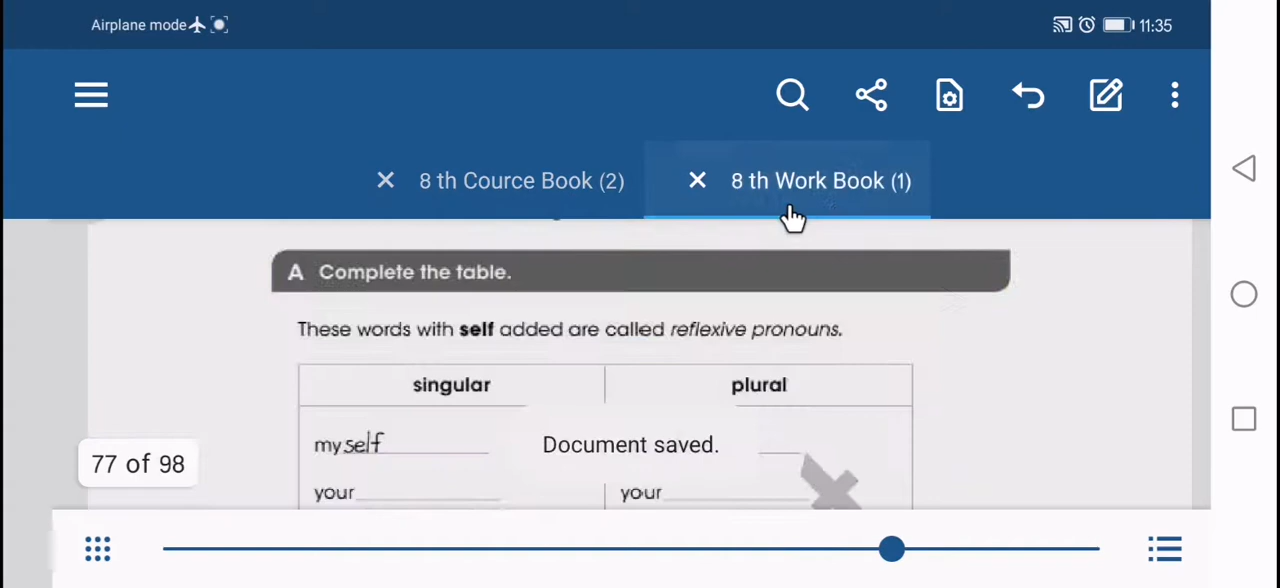 Airplane mode 11:35
8 th Cource Book (2) 8 th Work Book (1)
A Complete the table.
These words with self added are called reflexive pronouns.
singular plural
myself
Document saved.
77 of 98
your your